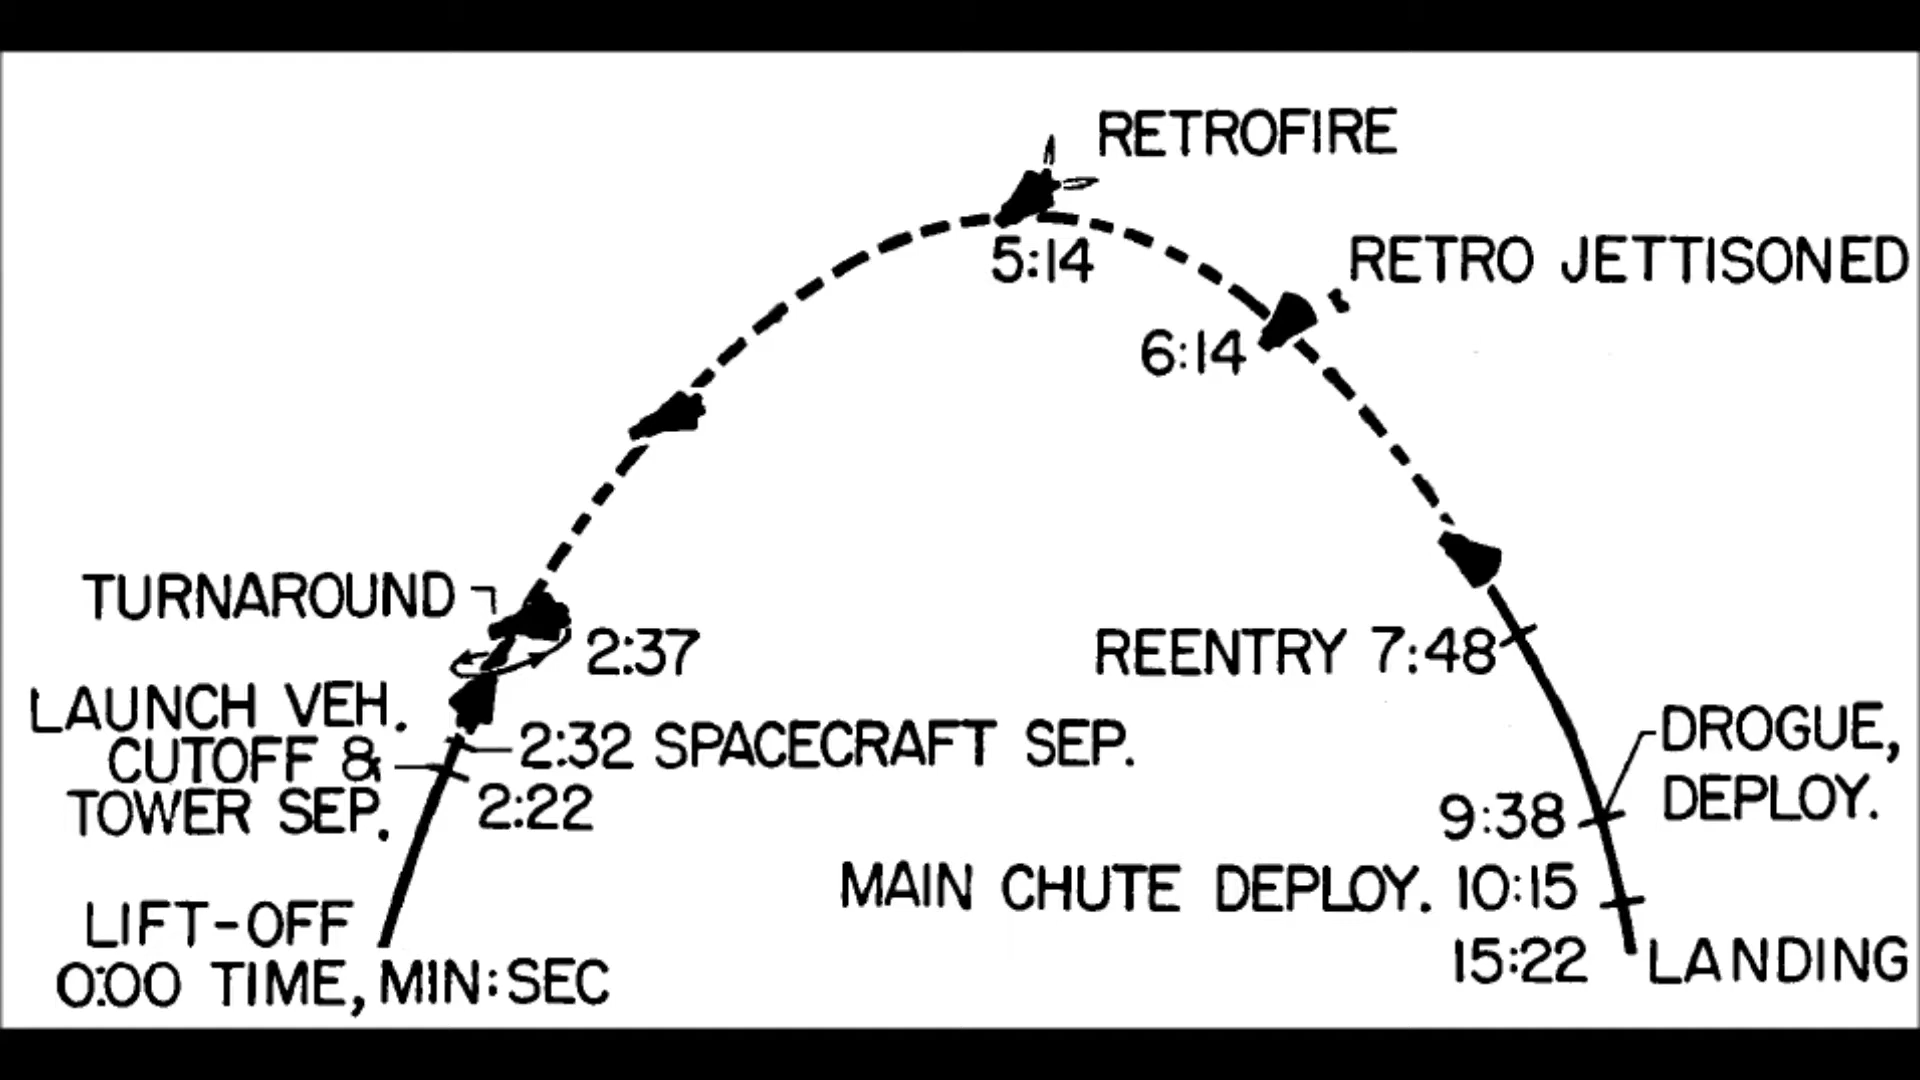 RETROFIRE
5:14
RETRO JETTISONED
6:14
TURNAROUND
2:37
REENTRY 7:48
LAUNCH VEH.
CUTOFF &
TOWER SEP.
2:32 SPACECRAFT SEP.
2:22
DROGUE,
DEPLOY.
9:38
MAIN CHUTE DEPLOY. 10:15
LIFT-OFF
0:00 TIME, MIN:SEC
15:22 LANDING